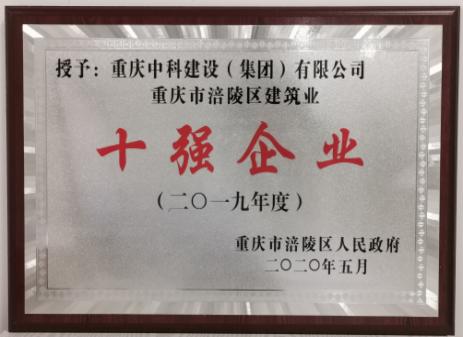 授予：重庆中科建设（集团）有限公司
重庆市涪陵区建筑业
十强企业
（二〇一九年度）
重庆市涪陵区人民政府
二〇二〇年五月